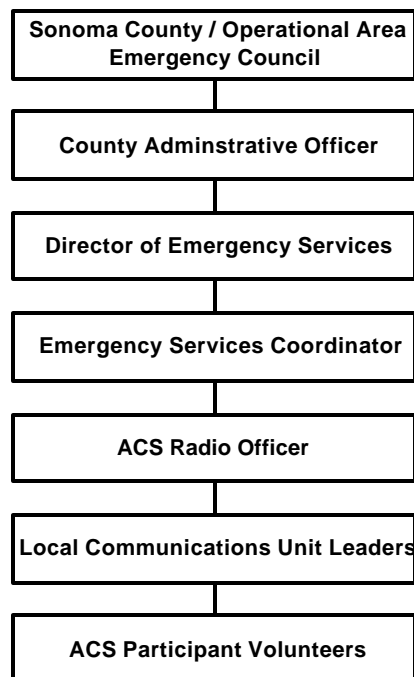 Sonoma County / Operational Area
Emergency Council
County Adminstrative Officer
Director of Emergency Services
Emergency Services Coordinator
ACS Radio Officer
Local Communications Unit Leaders
ACS Participant Volunteers